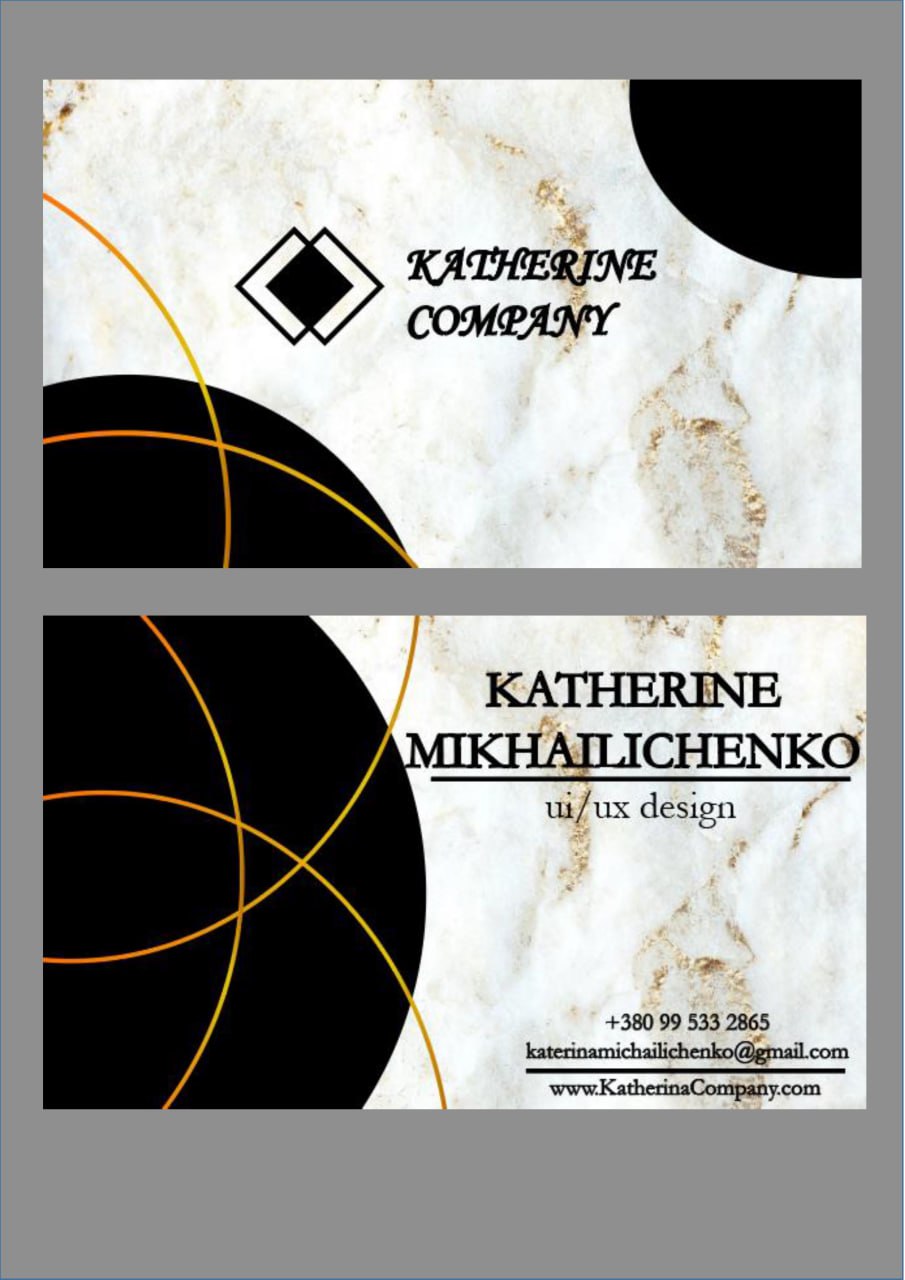 KATHERINE
COMPANY
KATHERINE
MIKHAILICHENKO
ui/ux design
+380 99 533 2865
katerinamichailichenko@gmail.com
www.KatherinaCompany.com